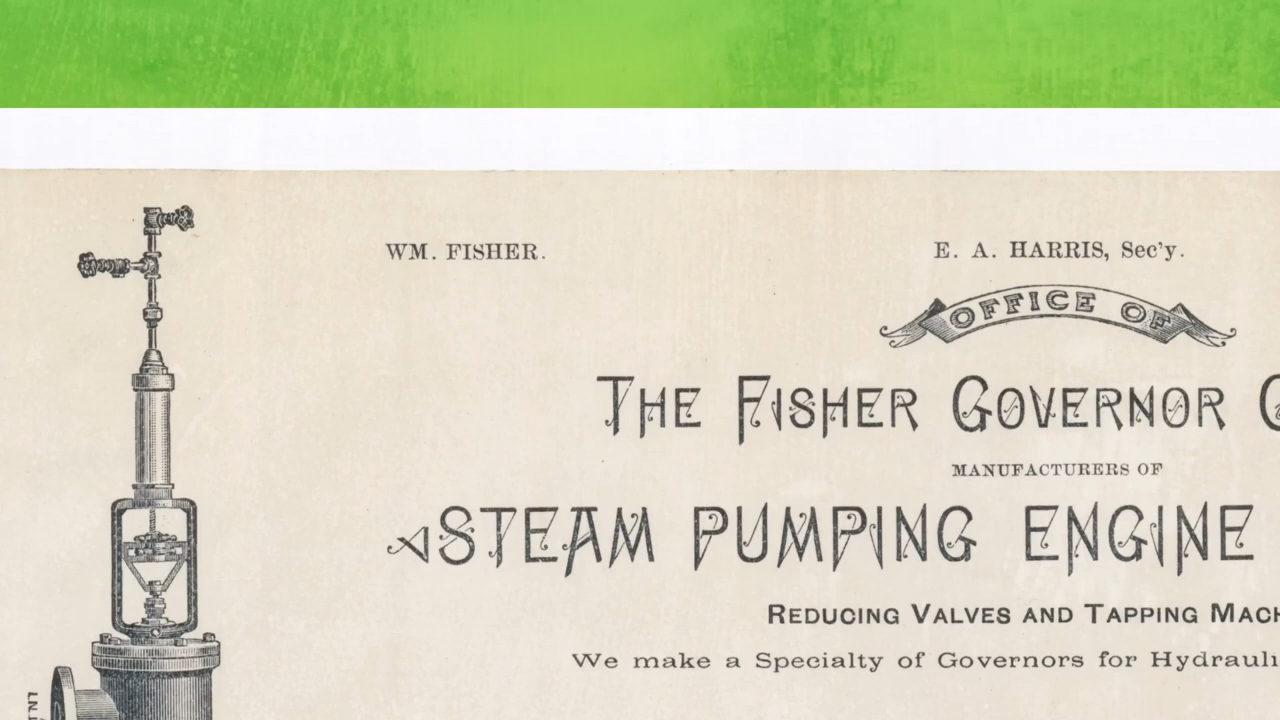 WM. FISHER.
E. A. HARRIS, Sec'y.
OFFICE OF
THE FISHER GOVERNOR
MANUFACTURERS OF
STEAM PUMPING ENGINE
REDUCING VALVES AND TAPPING
We make a Specialty of Governors for